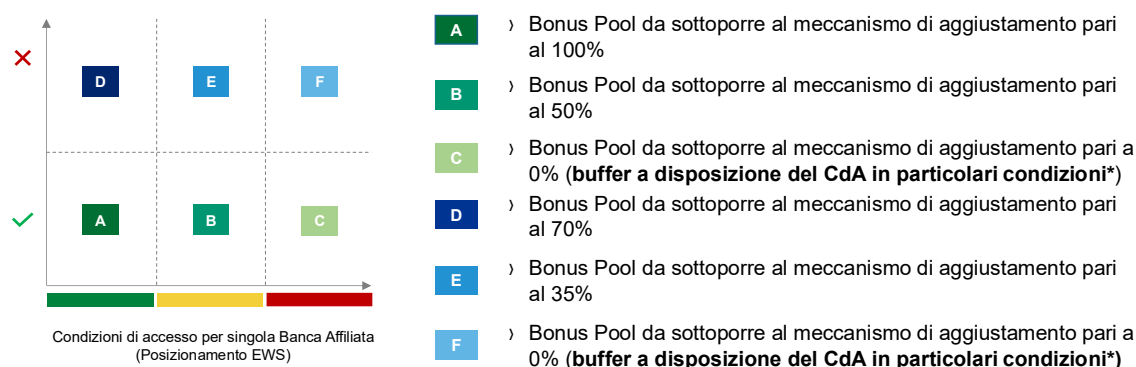 D
E
F
A
B
C
Condizioni di accesso per singola Banca Affiliata
(Posizionamento EWS)
A
› Bonus Pool da sottoporre al meccanismo di aggiustamento pari
al 100%
B
› Bonus Pool da sottoporre al meccanismo di aggiustamento pari
al 50%
C
› Bonus Pool da sottoporre al meccanismo di aggiustamento pari a
0% (buffer a disposizione del CdA in particolari condizioni*)
D
› Bonus Pool da sottoporre al meccanismo di aggiustamento pari
al 70%
E
› Bonus Pool da sottoporre al meccanismo di aggiustamento pari
al 35%
F
› Bonus Pool da sottoporre al meccanismo di aggiustamento pari a
0% (buffer a disposizione del CdA in particolari condizioni*)